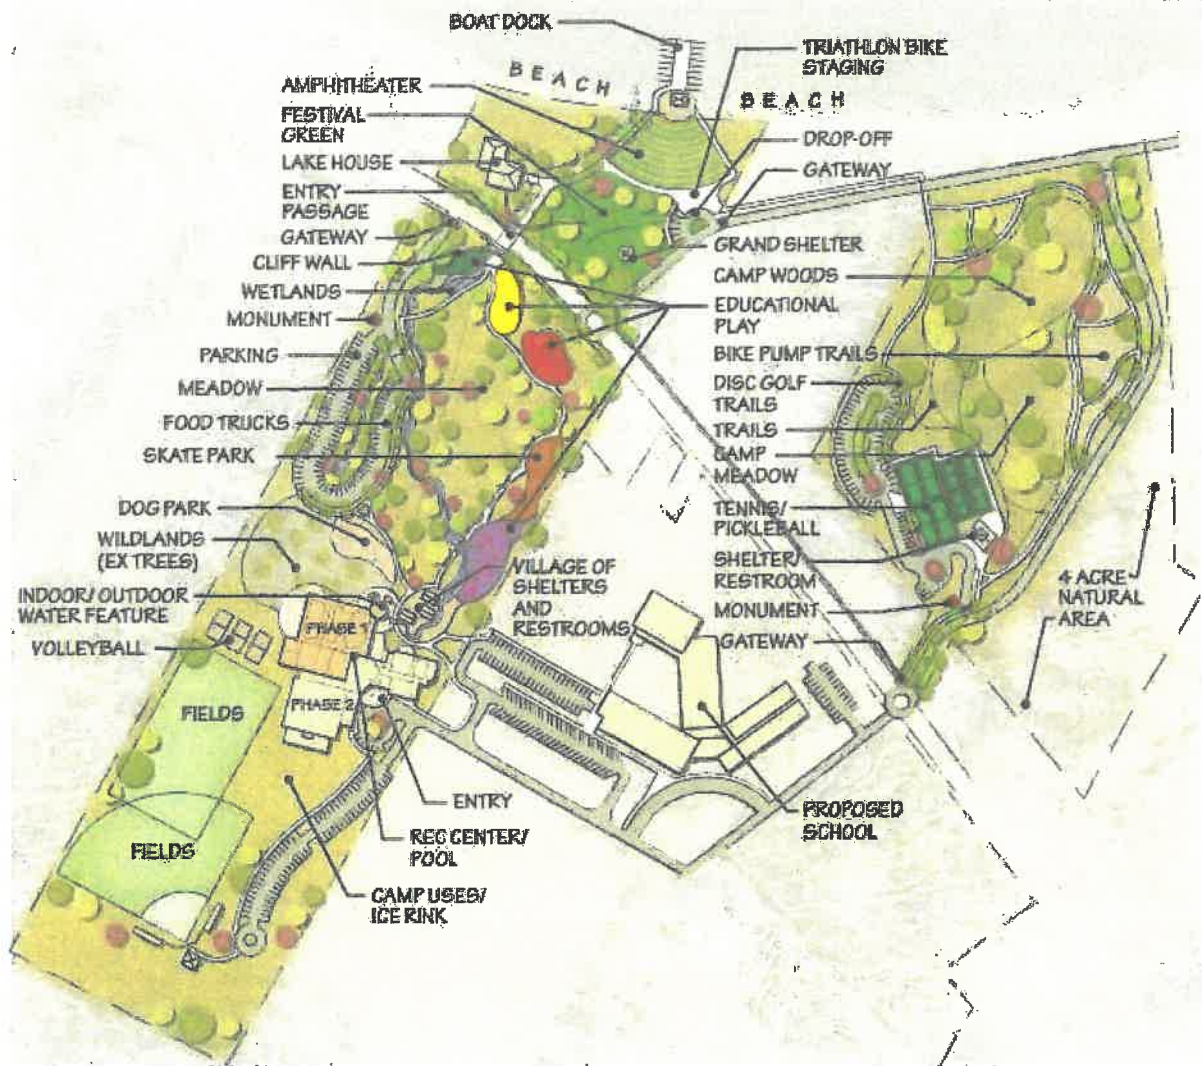 BOAT DOCK
TRIATHLON BIKE
STAGING
BEACH
BEACH
AMPHITHEATER
FESTIVAL
GREEN
LAKE HOUSE
ENTRY
PASSAGE
GATEWAY
CLIFF WALL
WETLANDS
MONUMENT
PARKING
MEADOW
FOOD TRUCKS
SKATE PARK
DOG PARK
WILDLANDS
(EX TREES)
INDOOR/OUTDOOR
WATER FEATURE
VOLLEYBALL
DROP-OFF
GATEWAY
GRAND SHELTER
CAMP WOODS
EDUCATIONAL
PLAY
BIKE PUMP TRAILS
DISC GOLF
TRAILS
TRAILS
CAMP
MEADOW
TENNIS/
PICKLEBALL
SHELTER/
RESTROOM
MONUMENT
GATEWAY
4 ACRE
NATURAL
AREA
VILLAGE OF
SHELTERS
AND
RESTROOMS
PHASE 1
PHASE 2
FIELDS
FIELDS
ENTRY
REC CENTER/
POOL
CAMP USES/
ICE RINK
PROPOSED
SCHOOL